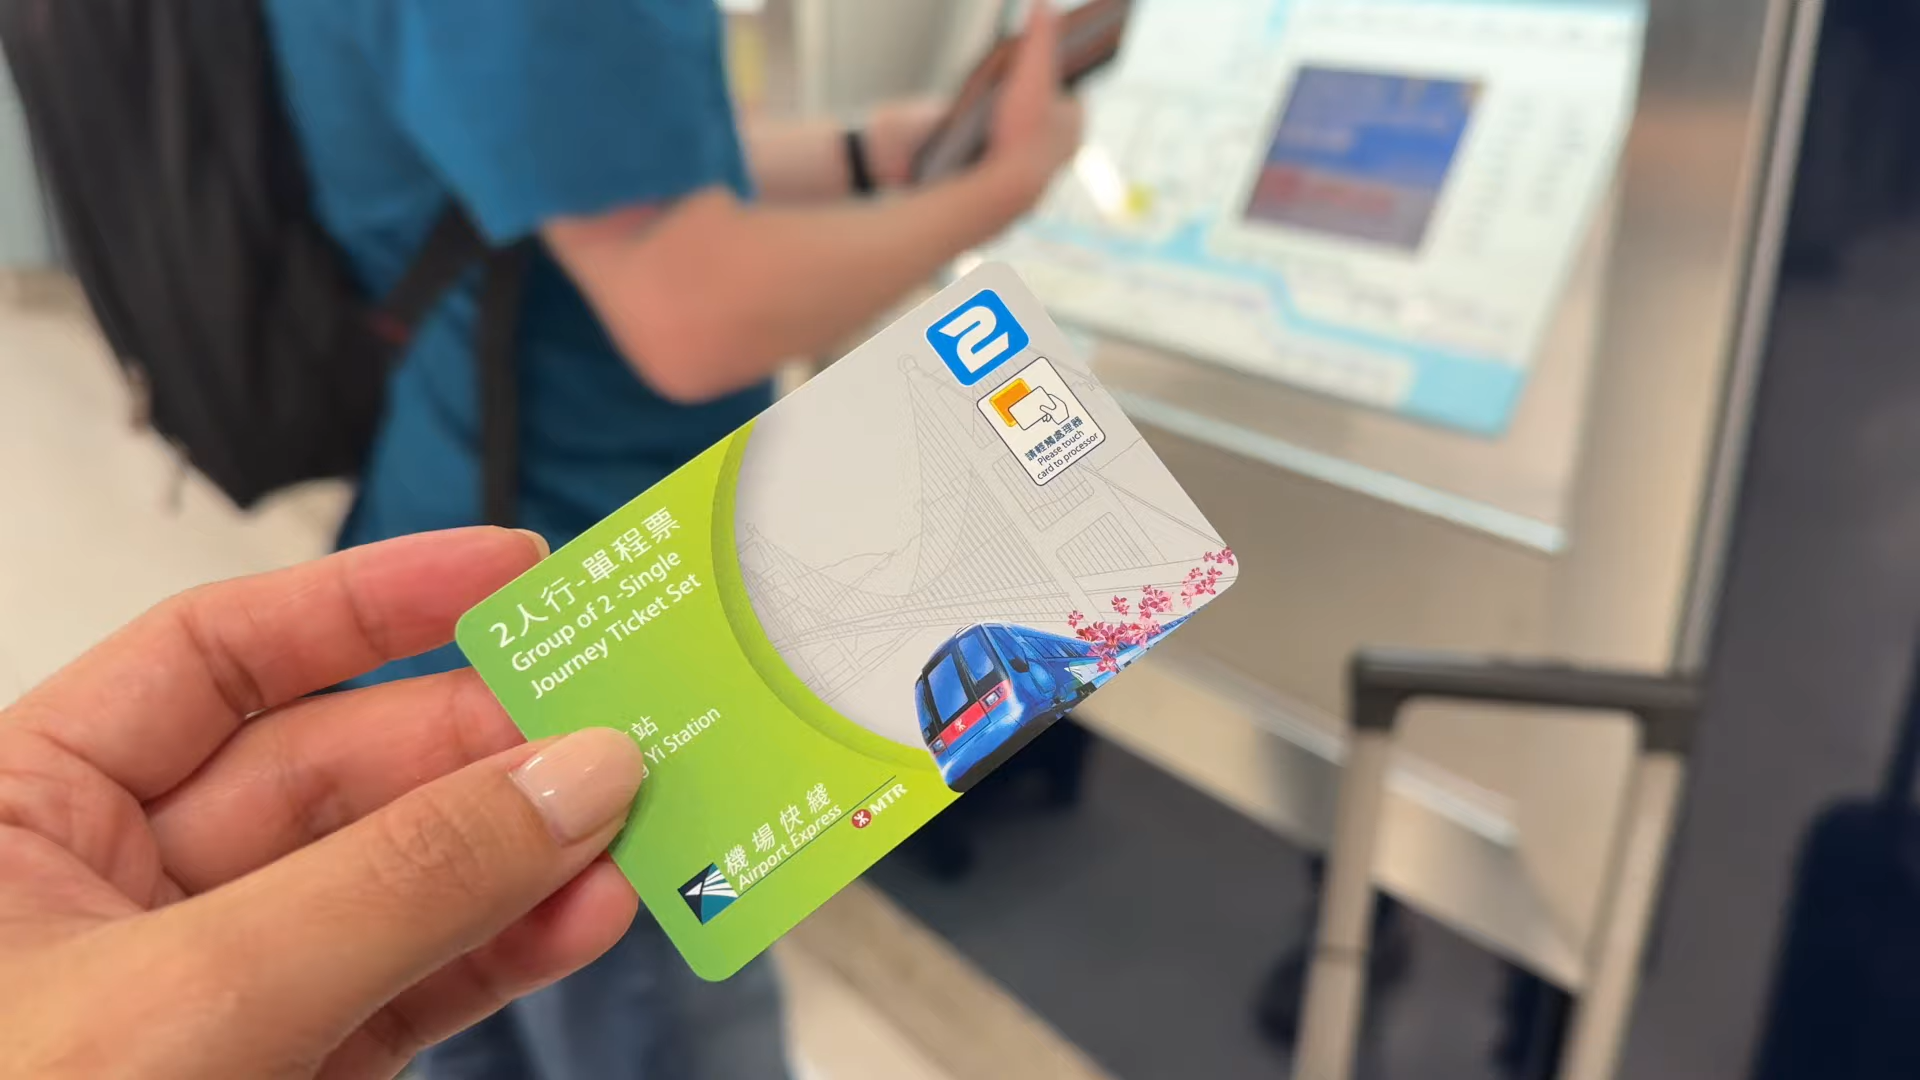 2
請輕觸處理器
Please touch
card to processor
2人行-單程票
Group of 2 -Single
Journey Ticket Set
站
Yi Station
機場快綫
Airport Express
MTR